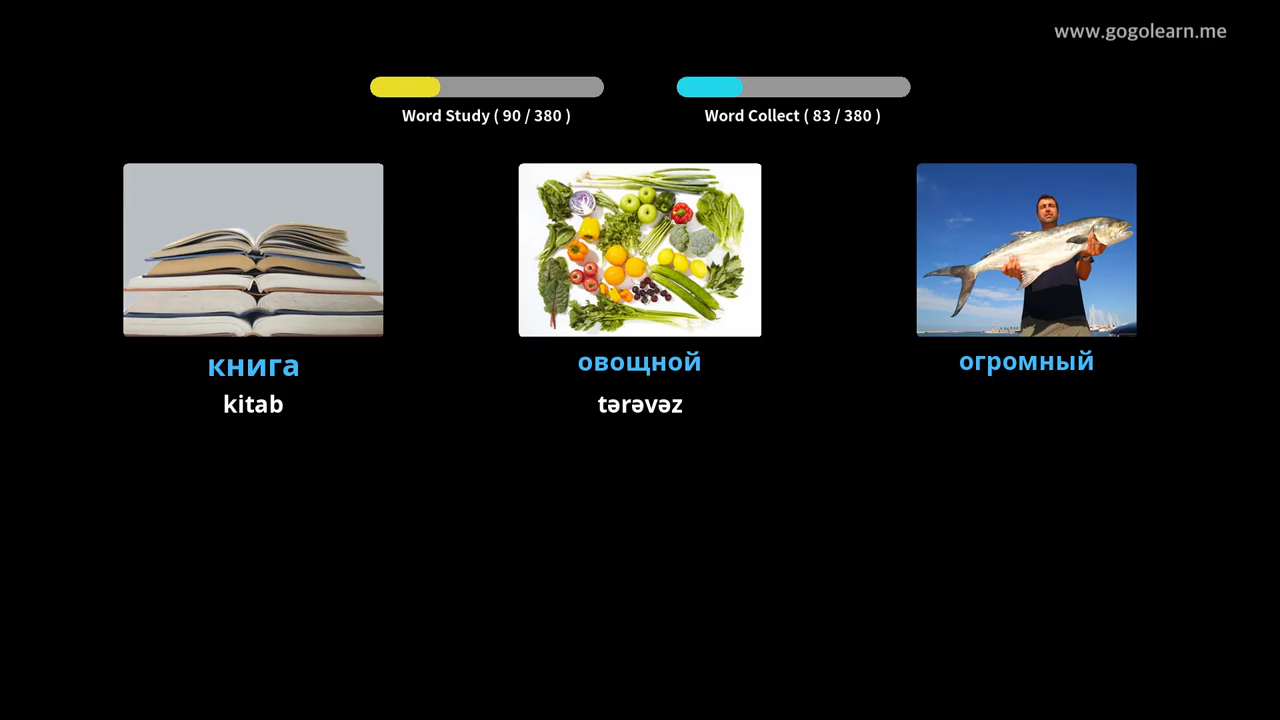 www.gogolearn.me
Word Study ( 90 / 380 )
Word Collect ( 83 / 380 )
книга
овощной
огромный
kitab
tərəvəz